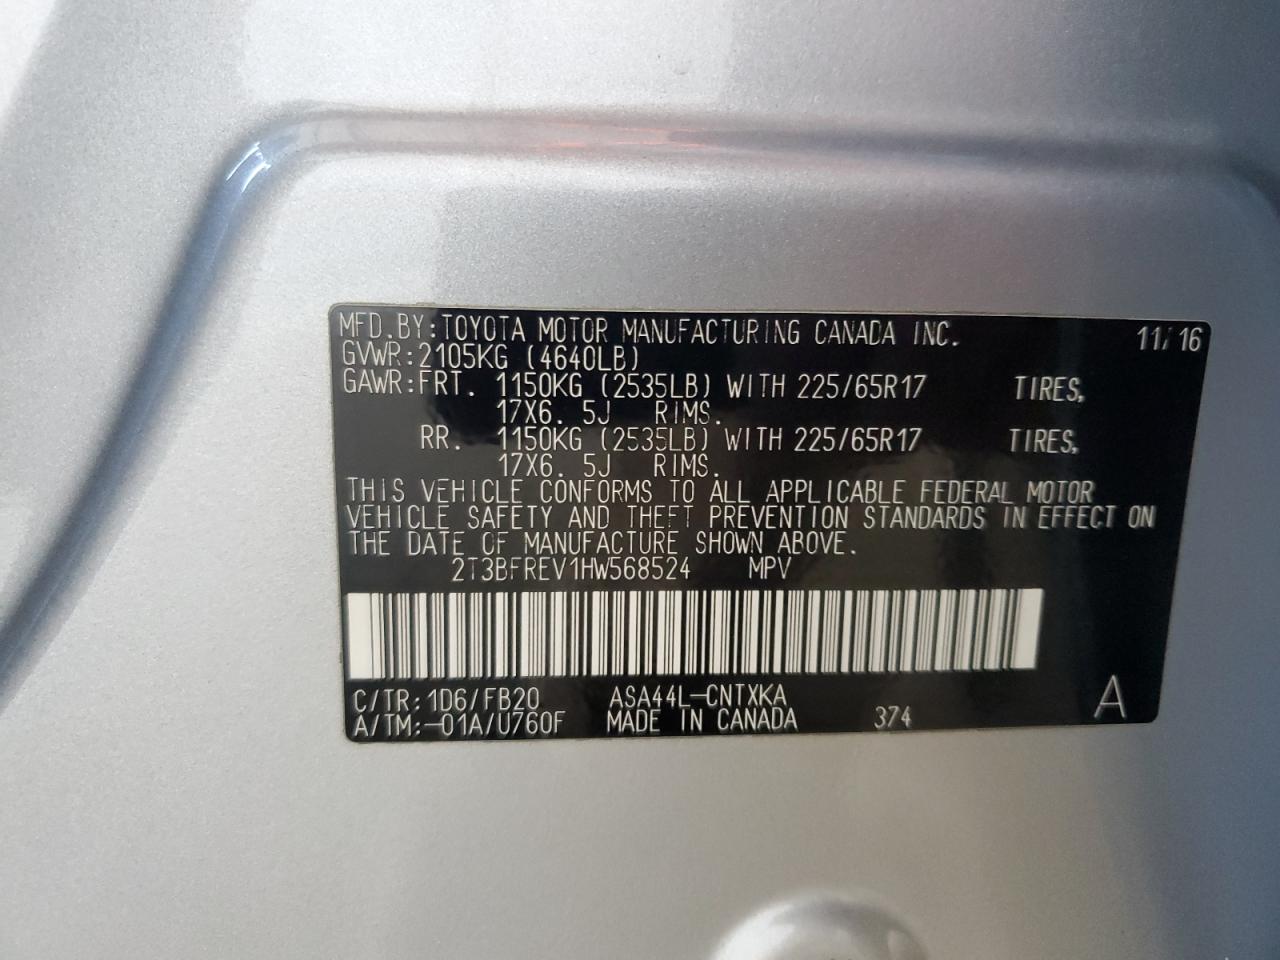 MFD.BY:TOYOTA MOTOR MANUFACTURING CANADA INC. 11/16
GVWR:2105KG (4640LB)
GAWR:FRT. 1150KG (2535LB) WITH 225/65R17 TIRES,
17X6.5J RIMS.
RR. 1150KG (2535LB) WITH 225/65R17 TIRES,
17X6.5J RIMS.
THIS VEHICLE CONFORMS TO ALL APPLICABLE FEDERAL MOTOR
VEHICLE SAFETY AND THEFT PREVENTION STANDARDS IN EFFECT ON
THE DATE OF MANUFACTURE SHOWN ABOVE.
2T3BFREV1HW568524 MPV
C/TR:1D6/FB20 ASA44L-CNTXKA A
A/TM:-01A/U760F MADE IN CANADA 374